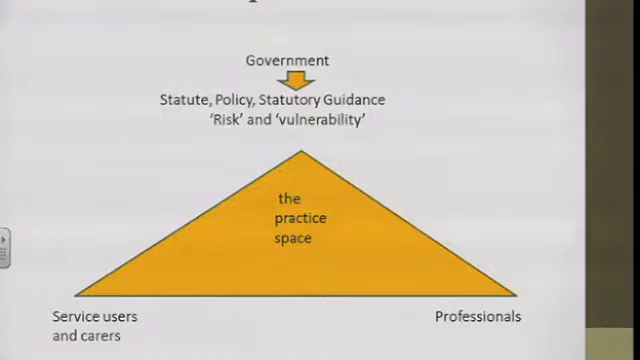 Government
Statute, Policy, Statutory Guidance
‘Risk’ and ‘vulnerability’
the
practice
space
Service users
and carers
Professionals